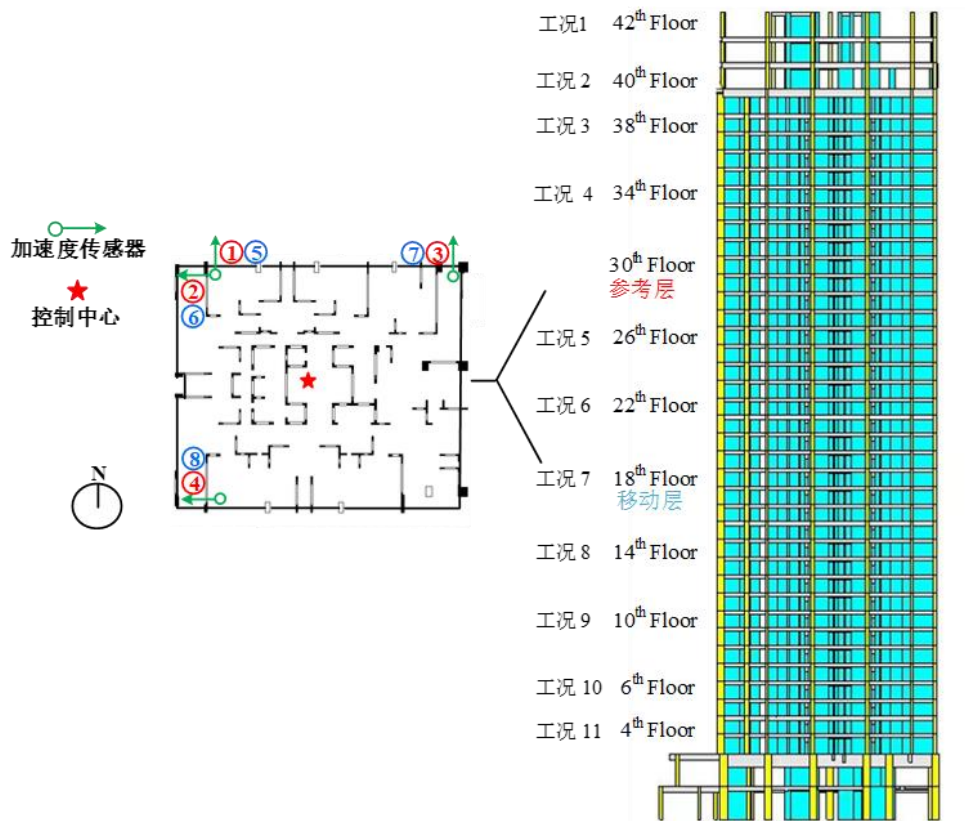 工况1 42th Floor
工况 2 40th Floor
工况 3 38th Floor
工况 4 34th Floor
30th Floor
参考层
工况 5 26th Floor
工况 6 22th Floor
工况 7 18th Floor
移动层
工况 8 14th Floor
工况 9 10th Floor
工况 10 6th Floor
工况 11 4th Floor
加速度传感器
控制中心
① ⑤ ⑦ ③
②
⑥
⑧
④
N